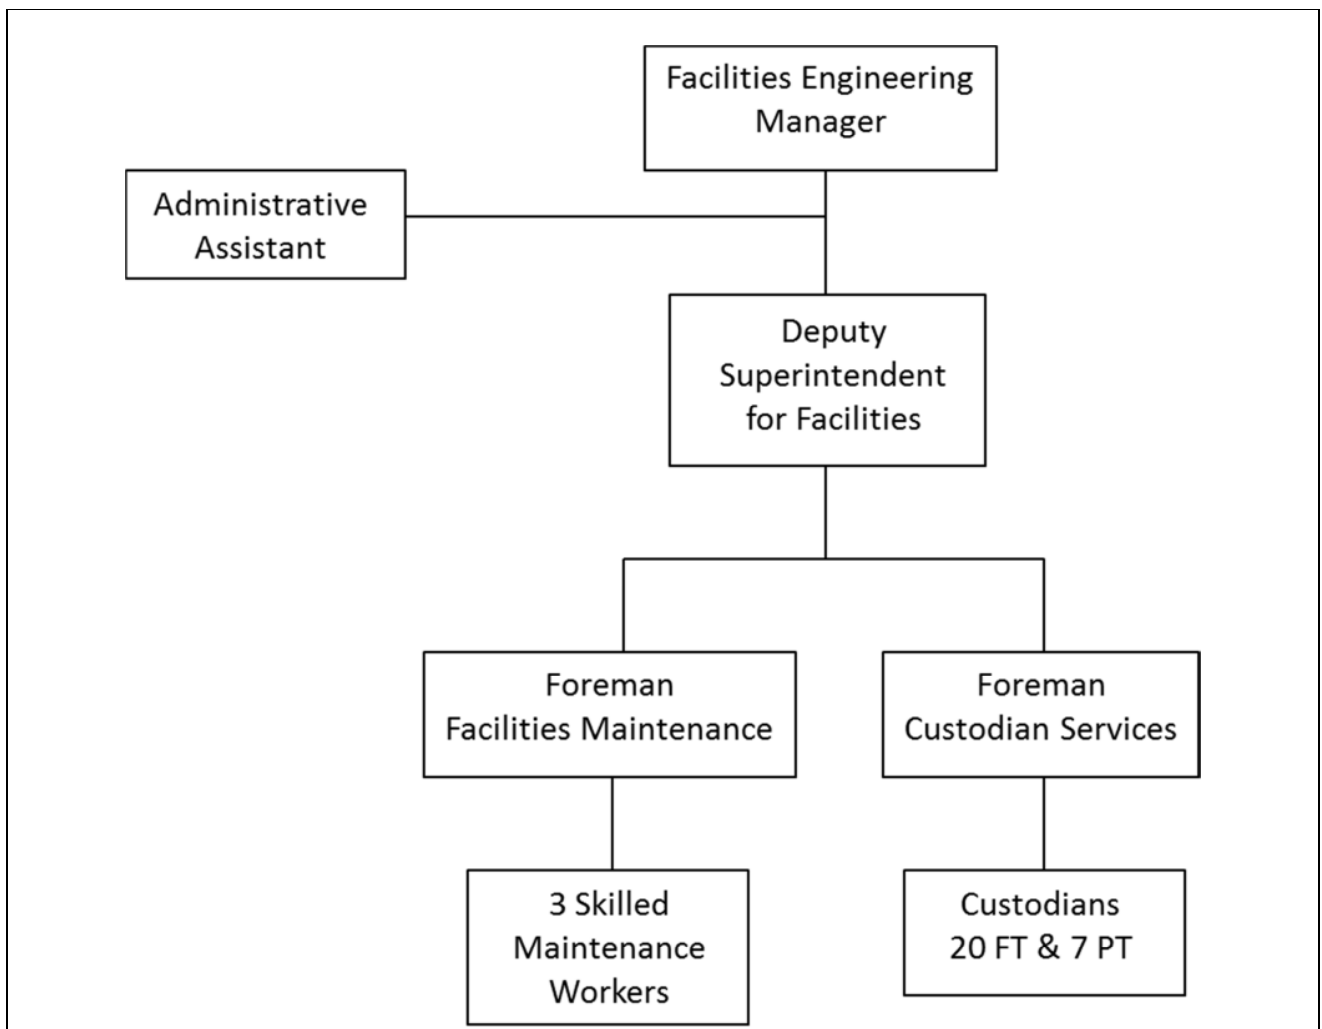 Facilities Engineering
Manager
Administrative
Assistant
Deputy
Superintendent
for Facilities
Foreman
Facilities Maintenance
Foreman
Custodian Services
3 Skilled
Maintenance
Workers
Custodians
20 FT & 7 PT